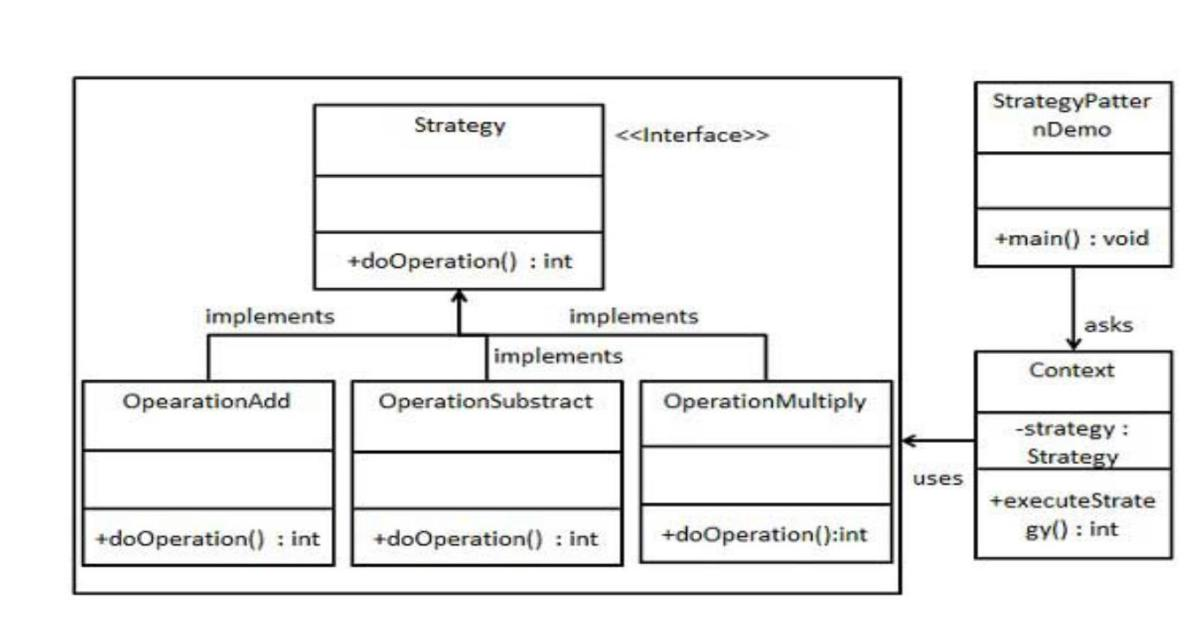 Strategy
<<Interface>>
+doOperation() : int
implements
implements
implements
OpearationAdd
+doOperation() : int
OperationSubstract
+doOperation() : int
OperationMultiply
+doOperation():int
StrategyPatter
nDemo
+main() : void
asks
Context
-strategy :
Strategy
+executeStrate
gy() : int
uses